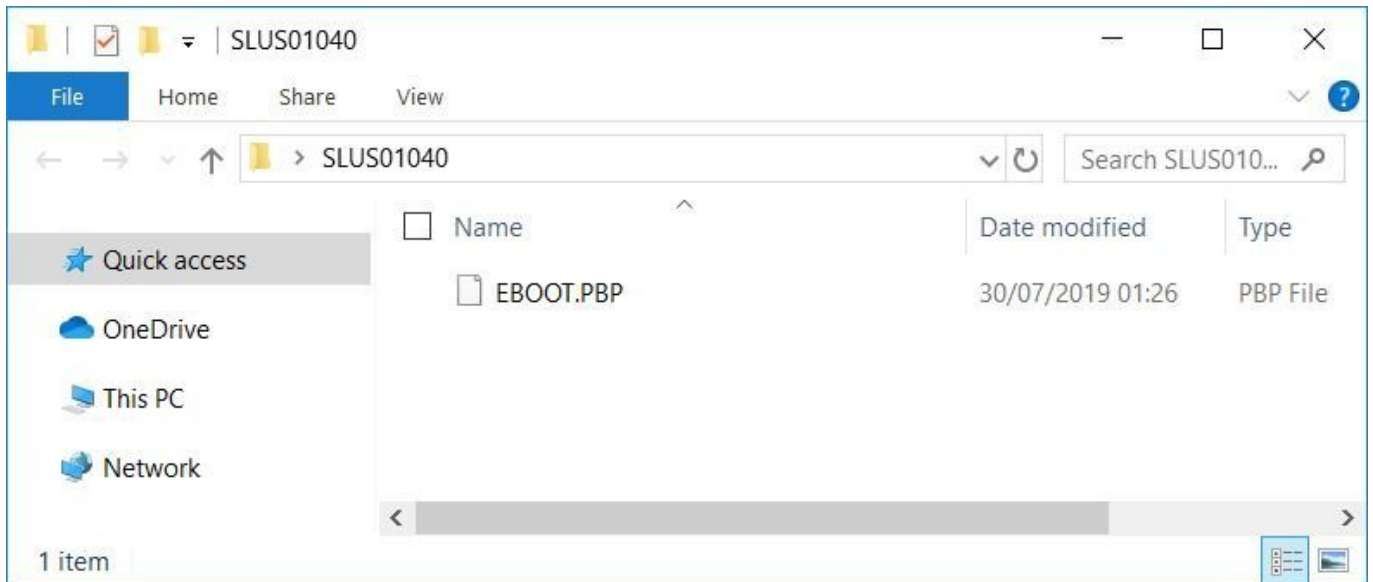 SLUS01040
File Home Share View
SLUS01040
Search SLUS010...
Name Date modified Type
Quick access
EBOOT.PBP 30/07/2019 01:26 PBP File
OneDrive
This PC
Network
1 item